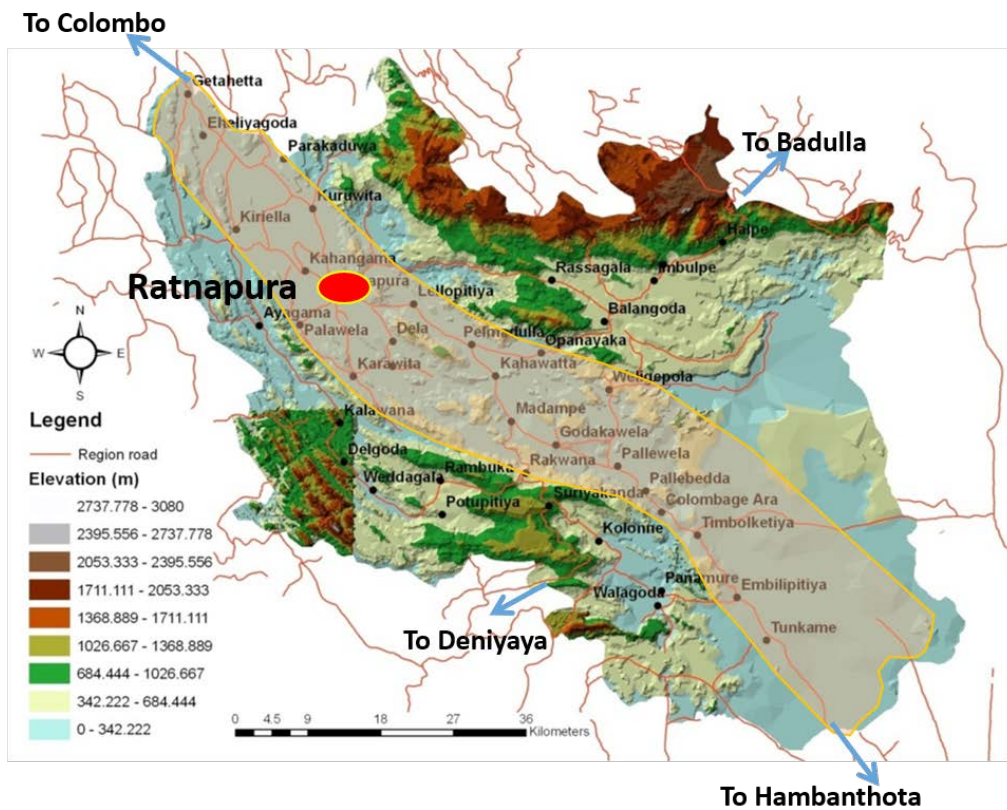 To Colombo
Getahetta
Eheliyagoda
To Badulla
Parakaduwa
Kuruwita
Kiriella
Halpe
Kahangama
Rassagala
Imbulpe
Ratnapura
apura
Lellopitiya
Balangoda
N
W E
S
Ayagama
Palawela
Dela
Pelmadulla
Opanayaka
Karawita
Kahawatta
Weligepola
Legend
Kalawana
Madampe
Region road
Godakawela
Elevation (m)
Delgoda
Rambuka
Rakwana
Pallewela
2737.778 - 3080
Weddagala
Pallebedda
2395.556 - 2737.778
Potupitiya
Suriyakanda
Colombage Ara
2053.333 - 2395.556
Kolonne
Timbolketiya
1711.111 - 2053.333
1368.889 - 1711.111
Panamure
Embilipitiya
Walagoda
1026.667 - 1368.889
To Deniyaya
Tunkame
684.444 - 1026.667
342.222 - 684.444
0 - 342.222
0 4.5 9 18 27 36
Kilometers
To Hambanthota